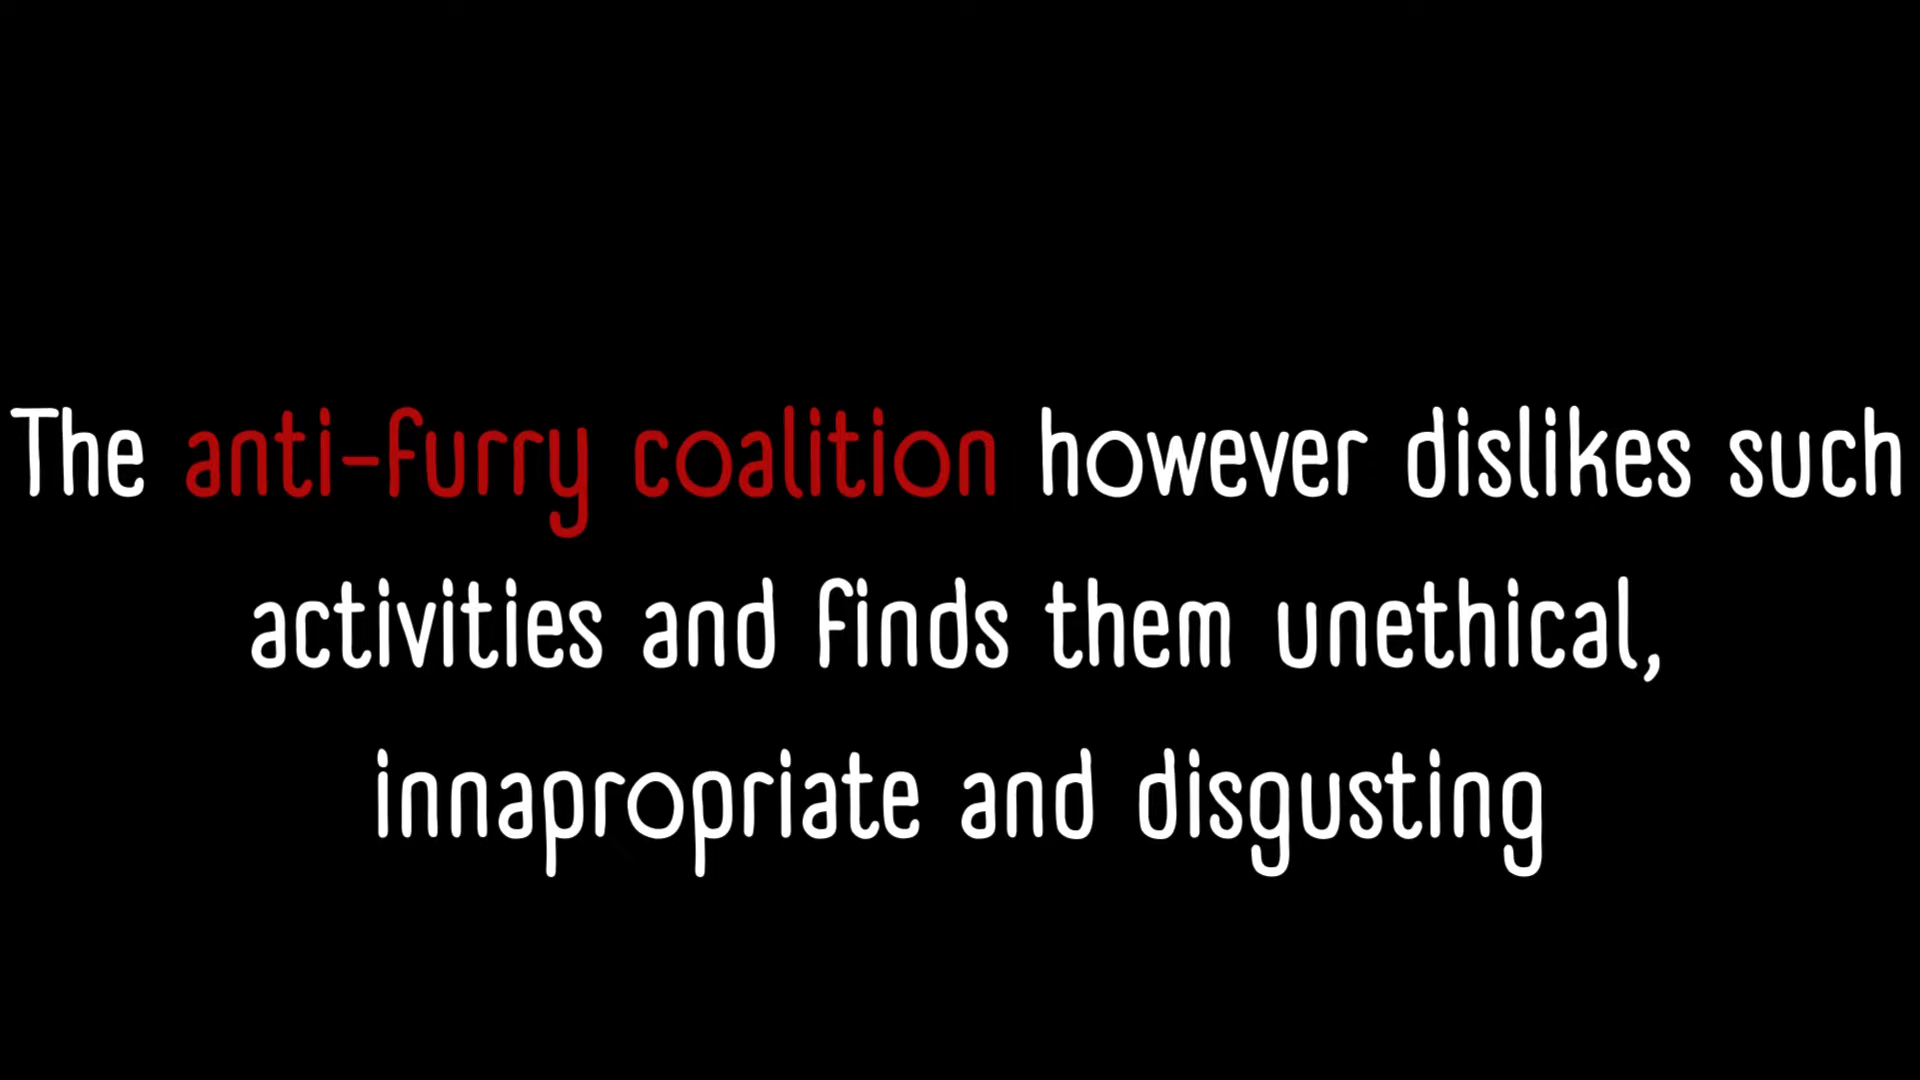 The anti-furry coalition however dislikes such
activities and finds them unethical,
innapropriate and disgusting